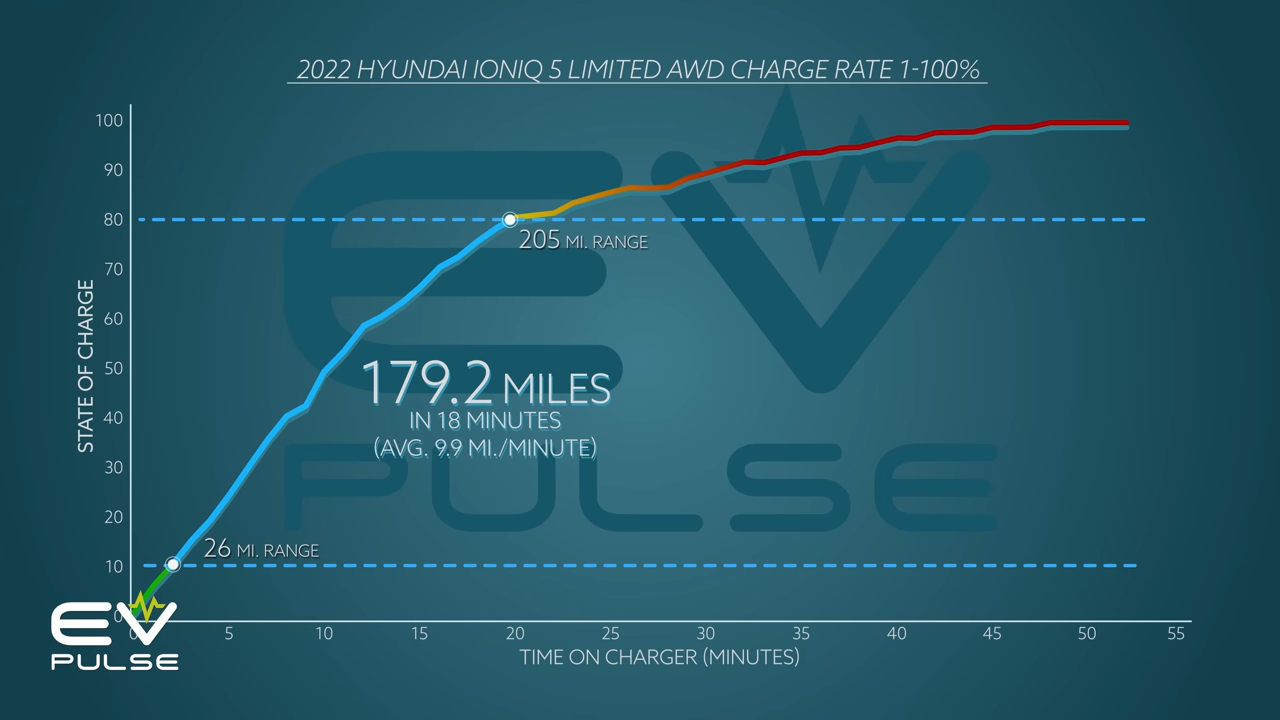 2022 HYUNDAI IONIQ 5 LIMITED AWD CHARGE RATE 1-100%
100
90
80
205 MI. RANGE
70
60
STATE OF CHARGE
50
179.2 MILES
IN 18 MINUTES
(AVG. 9.9 MI./MINUTE)
40
30
20
26 MI. RANGE
10
0
0 5 10 15 20 25 30 35 40 45 50 55
TIME ON CHARGER (MINUTES)
EV
PULSE
EV
PULSE